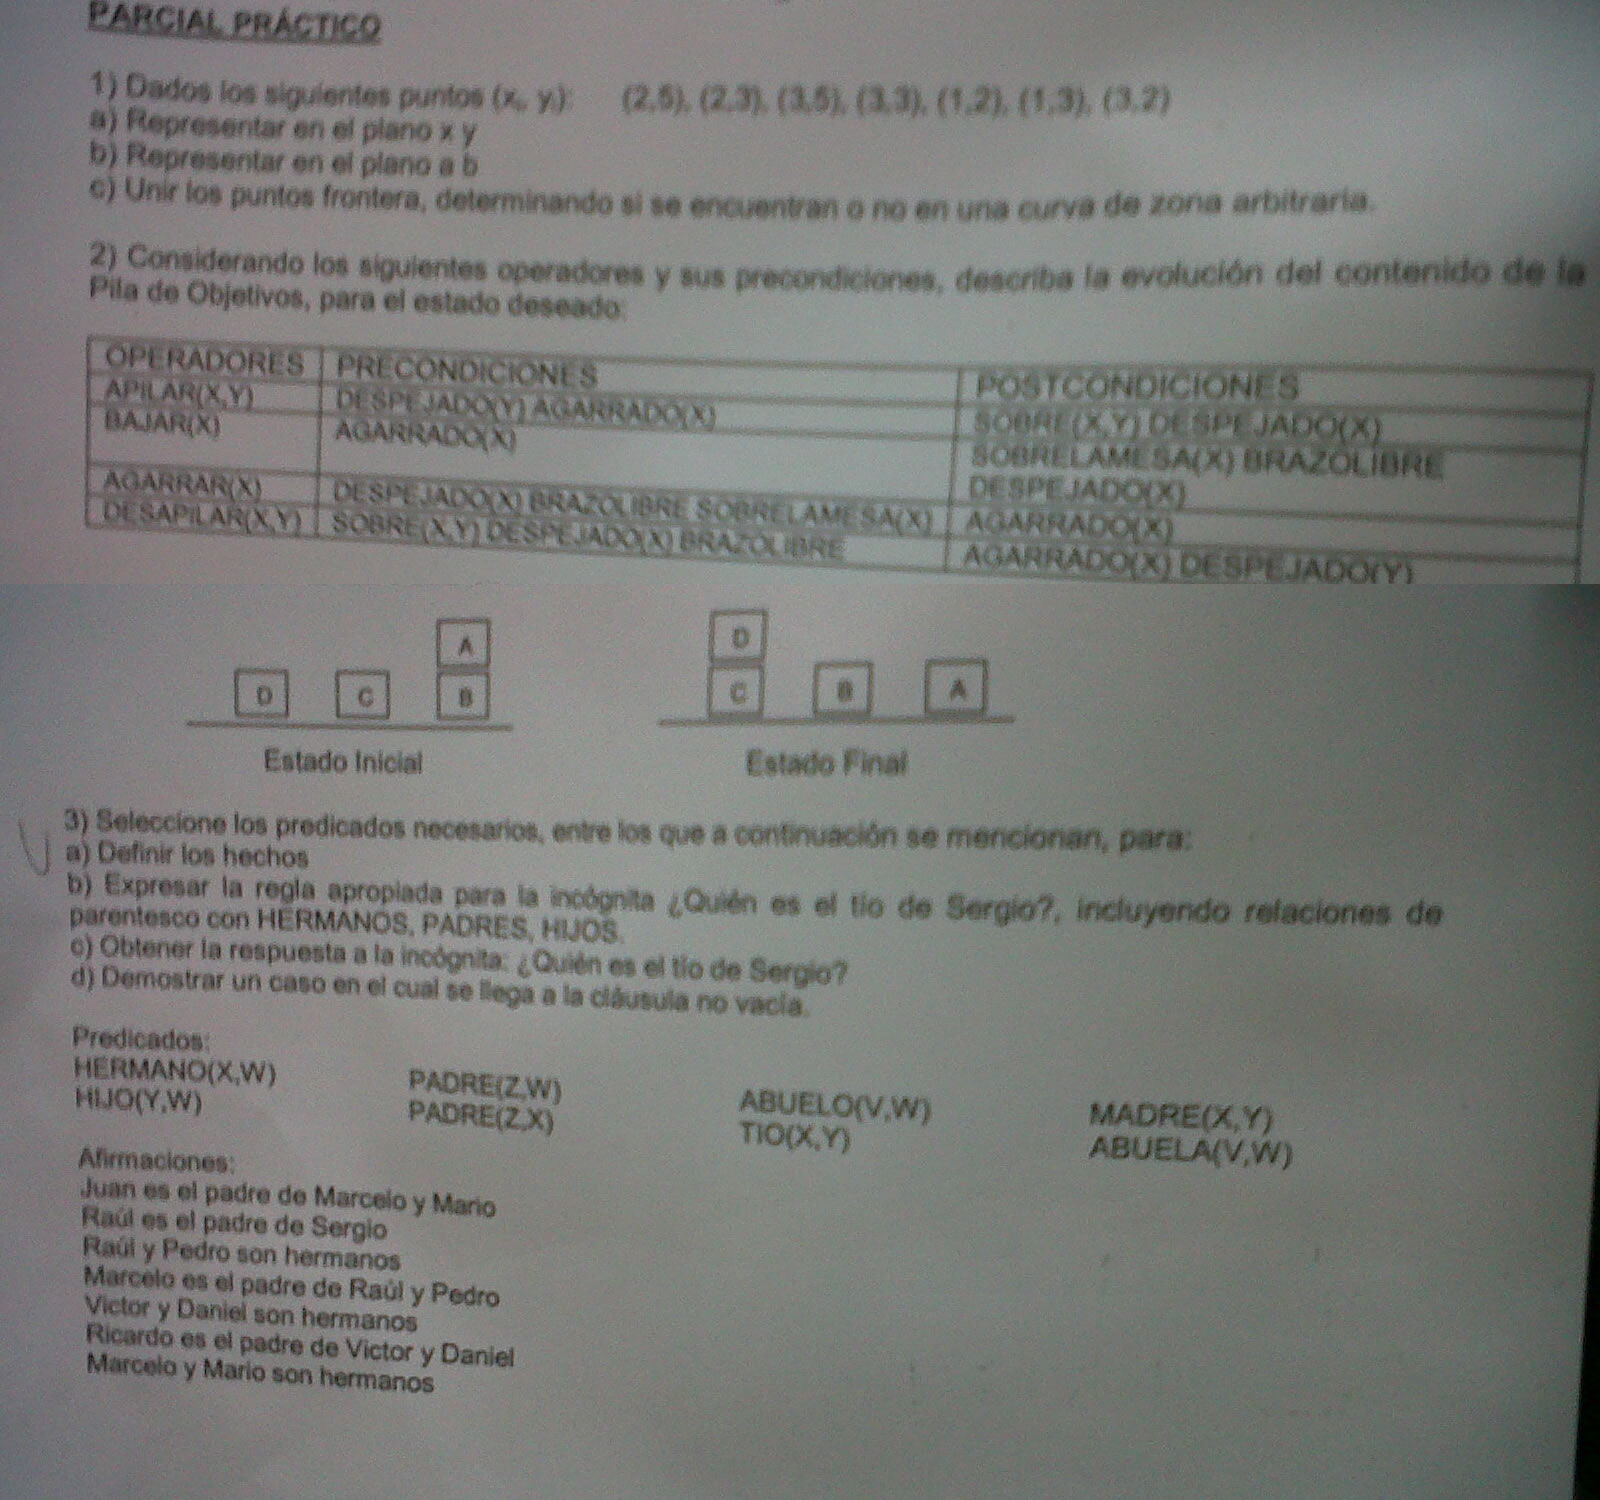 PARCIAL PRÁCTICO
1) Dados los siguientes puntos (xi, yi): (2,5), (2,3), (3,5), (3,3), (1,2), (1,3), (3,2)
a) Representar en el plano x y
b) Representar en el plano a b
c) Unir los puntos frontera, determinando si se encuentran o no en una curva de zona arbitraria.
2) Considerando los siguientes operadores y sus precondiciones, describa la evolución del contenido de la
Pila de Objetivos, para el estado deseado:
OPERADORES PRECONDICIONES POSTCONDICIONES
APILAR(X,Y) DESPEJADO(Y) AGARRADO(X) SOBRE(X,Y) DESPEJADO(X)
BAJAR(X) AGARRADO(X) SOBRELAMESA(X) BRAZOLIBRE
DESPEJADO(X)
AGARRAR(X) DESPEJADO(X) BRAZOLIBRE SOBRELAMESA(X) AGARRADO(X)
DESAPILAR(X,Y) SOBRE(X,Y) DESPEJADO(X) BRAZOLIBRE AGARRADO(X) DESPEJADO(Y)
A D
D C B C B A
Estado Inicial Estado Final
3) Seleccione los predicados necesarios, entre los que a continuación se mencionan, para:
a) Definir los hechos
b) Expresar la regla apropiada para la incógnita ¿Quién es el tío de Sergio?, incluyendo relaciones de
parentesco con HERMANOS, PADRES, HIJOS.
c) Obtener la respuesta a la incógnita: ¿Quién es el tío de Sergio?
d) Demostrar un caso en el cual se llega a la cláusula no vacía.
Predicados:
HERMANO(X,W) PADRE(Z,W) ABUELO(V,W) MADRE(X,Y)
HIJO(Y,W) PADRE(Z,X) TIO(X,Y) ABUELA(V,W)
Afirmaciones:
Juan es el padre de Marcelo y Mario
Raúl es el padre de Sergio
Raúl y Pedro son hermanos
Marcelo es el padre de Raúl y Pedro
Victor y Daniel son hermanos
Ricardo es el padre de Victor y Daniel
Marcelo y Mario son hermanos